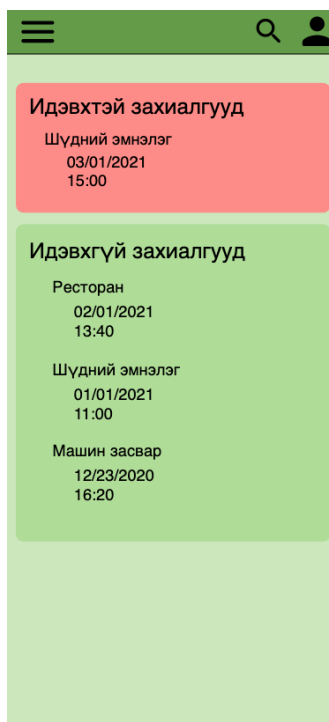 Идэвхтэй захиалгууд
Шүдний эмнэлэг
03/01/2021
15:00
Идэвхгүй захиалгууд
Ресторан
02/01/2021
13:40
Шүдний эмнэлэг
01/01/2021
11:00
Машин засвар
12/23/2020
16:20